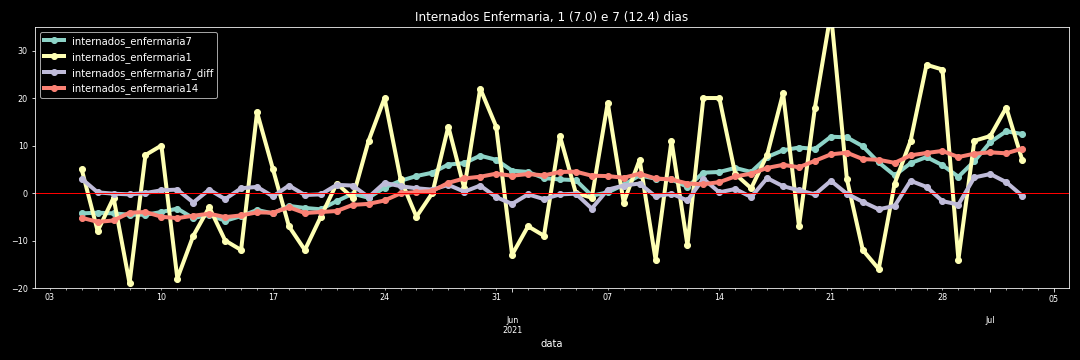 Internados Enfermaria, 1 (7.0) e 7 (12.4) dias
internados_enfermaria7
internados_enfermaria1
internados_enfermaria7_diff
internados_enfermaria14
30
20
10
0
−10
−20
03 10 17 24 31 07 14 21 28 05
Jun Jul
2021
data